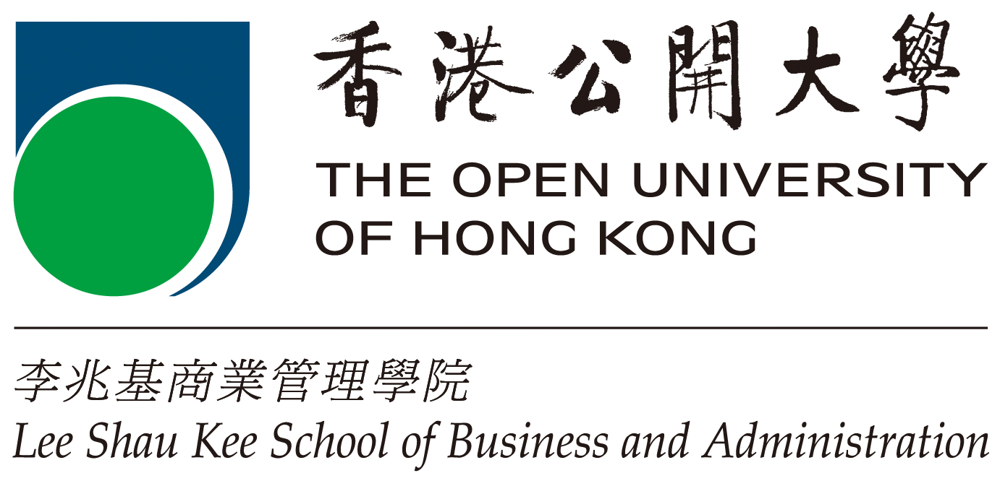 香港公開大學
THE OPEN UNIVERSITY
OF HONG KONG
李兆基商業管理學院
Lee Shau Kee School of Business and Administration